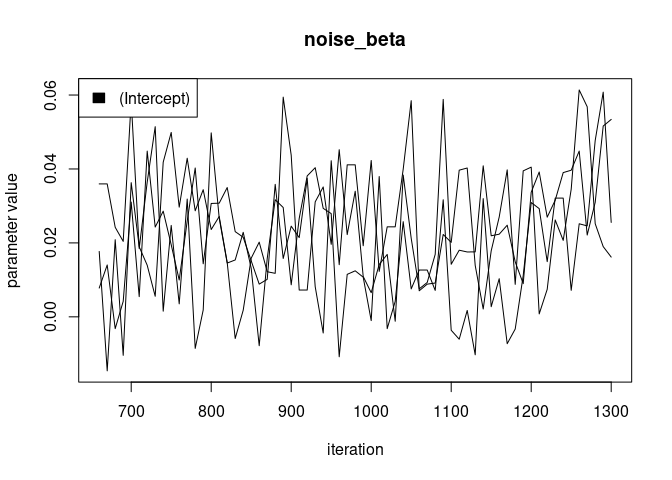 noise_beta
(Intercept)
parameter value
0.06
0.04
0.02
0.00
700 800 900 1000 1100 1200 1300
iteration